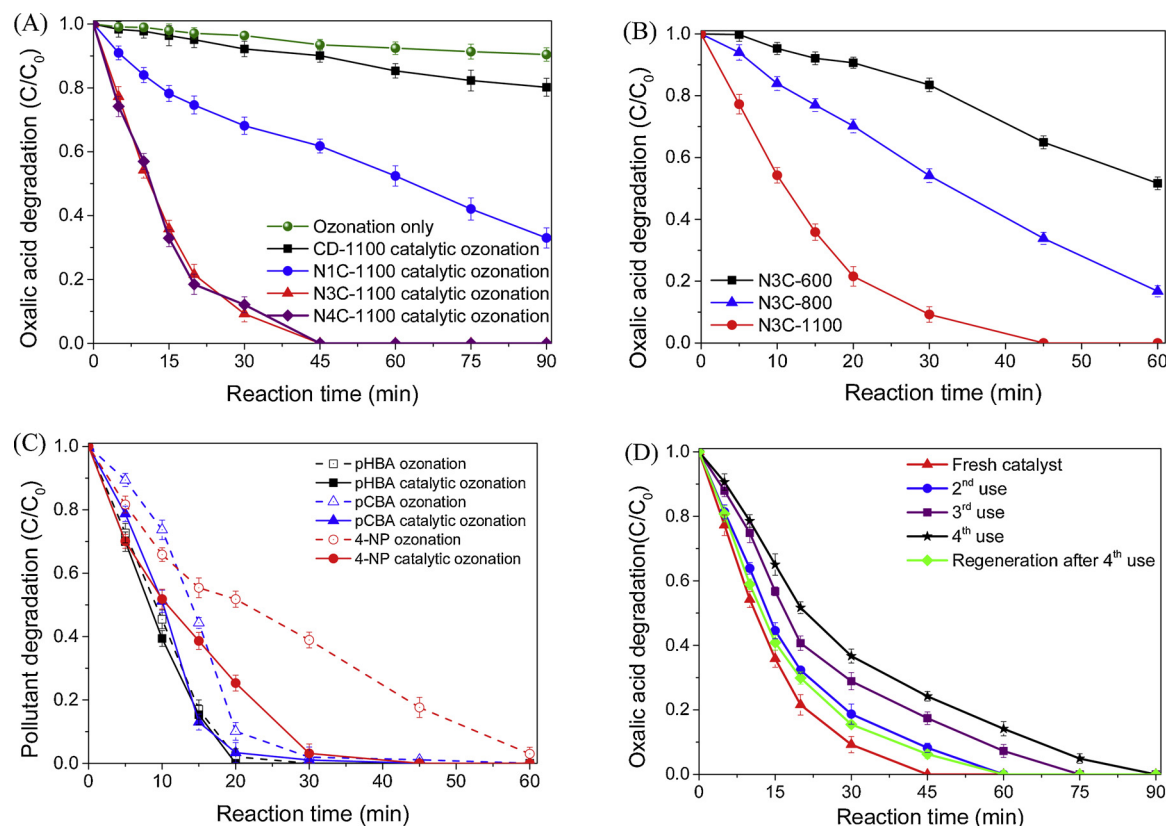 (A)
Oxalic acid degradation (C/C₀)
1.0
0.8
0.6
0.4
0.2
0.0
Ozonation only
CD-1100 catalytic ozonation
N1C-1100 catalytic ozonation
N3C-1100 catalytic ozonation
N4C-1100 catalytic ozonation
0 15 30 45 60 75 90
Reaction time (min)
(B)
Oxalic acid degradation (C/C₀)
1.0
0.8
0.6
0.4
0.2
0.0
N3C-600
N3C-800
N3C-1100
0 10 20 30 40 50 60
Reaction time (min)
(C)
Pollutant degradation (C/C₀)
1.0
0.8
0.6
0.4
0.2
0.0
pHBA ozonation
pHBA catalytic ozonation
pCBA ozonation
pCBA catalytic ozonation
4-NP ozonation
4-NP catalytic ozonation
0 10 20 30 40 50 60
Reaction time (min)
(D)
Oxalic acid degradation(C/C₀)
1.0
0.8
0.6
0.4
0.2
0.0
Fresh catalyst
2nd use
3rd use
4th use
Regeneration after 4th use
0 15 30 45 60 75 90
Reaction time (min)